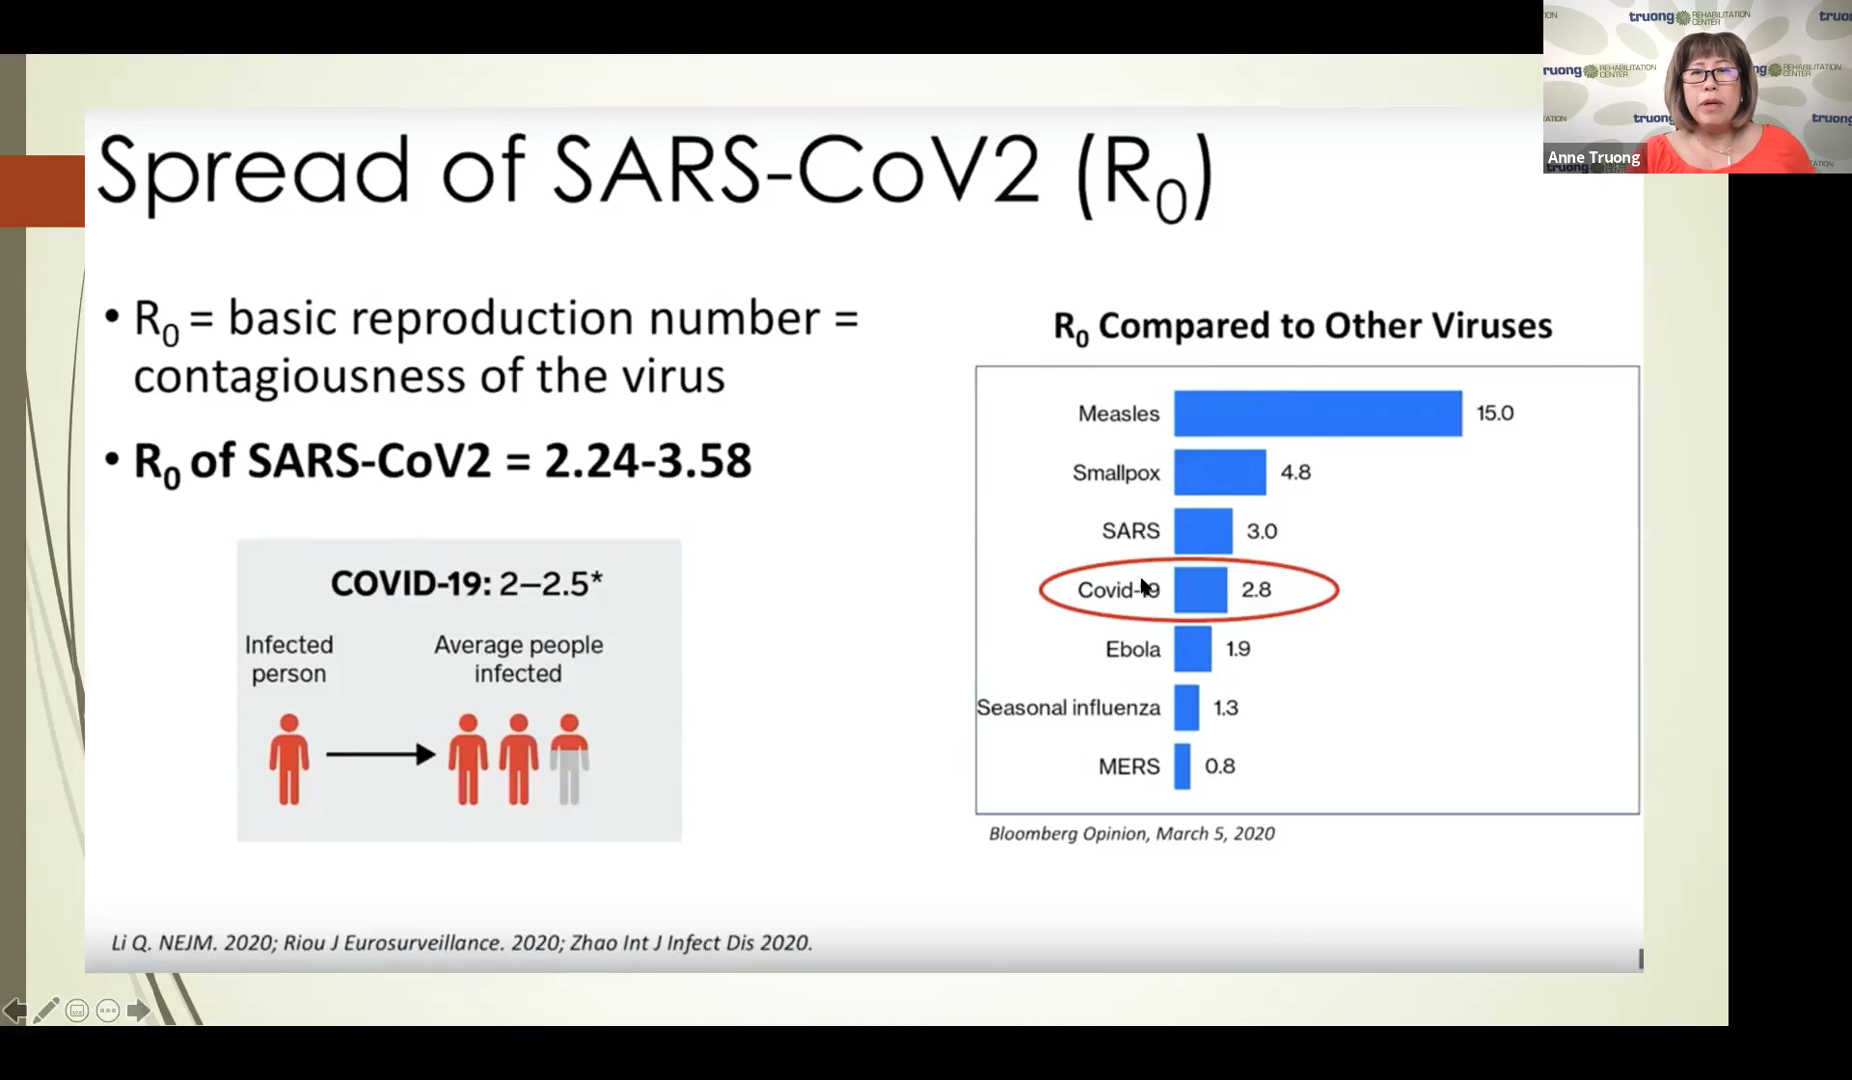 Spread of SARS-CoV2 (R0)
• R0 = basic reproduction number =
contagiousness of the virus
• R0 of SARS-CoV2 = 2.24-3.58
COVID-19: 2–2.5*
Infected
person
Average people
infected
R0 Compared to Other Viruses
Measles 15.0
Smallpox 4.8
SARS 3.0
Covid-19 2.8
Ebola 1.9
Seasonal influenza 1.3
MERS 0.8
Bloomberg Opinion, March 5, 2020
Li Q. NEJM. 2020; Riou J Eurosurveillance. 2020; Zhao Int J Infect Dis 2020.
truong REHABILITATION
CENTER
Anne Truong